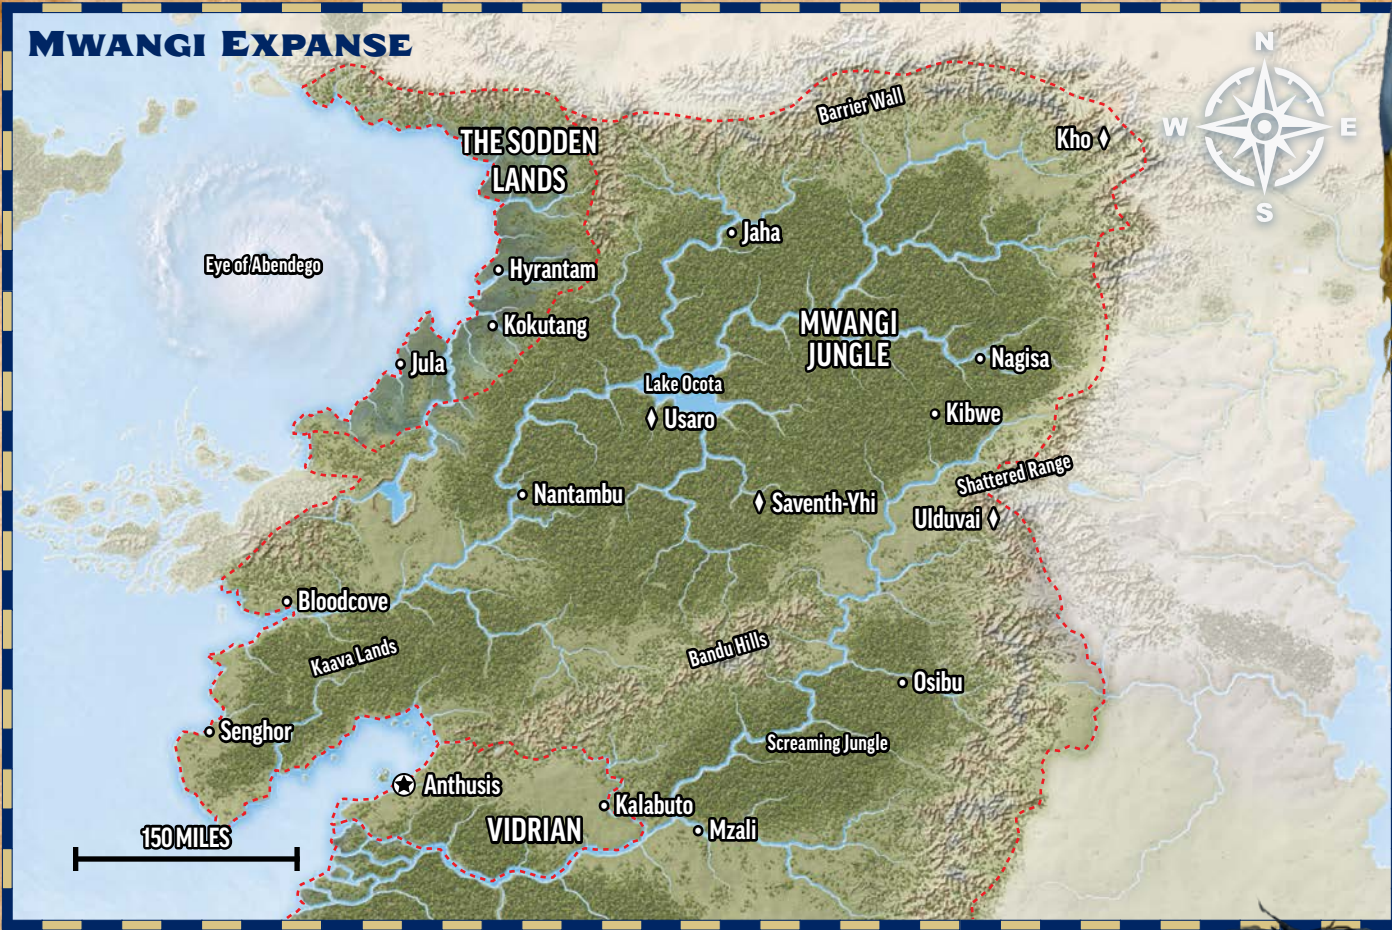 MWANGI EXPANSE
N
W
E
S
Barrier Wall
Kho
THE SODDEN
LANDS
Jaha
Eye of Abendego
Hyrantam
Kokutang
MWANGI
JUNGLE
Jula
Nagisa
Lake Ocota
Usaro
Kibwe
Shattered Range
Nantambu
Saventh-Yhi
Ulduvai
Bloodcove
Kaava Lands
Bandu Hills
Osibu
Senghor
Screaming Jungle
Anthusis
Kalabuto
VIDRIAN
Mzali
150 MILES